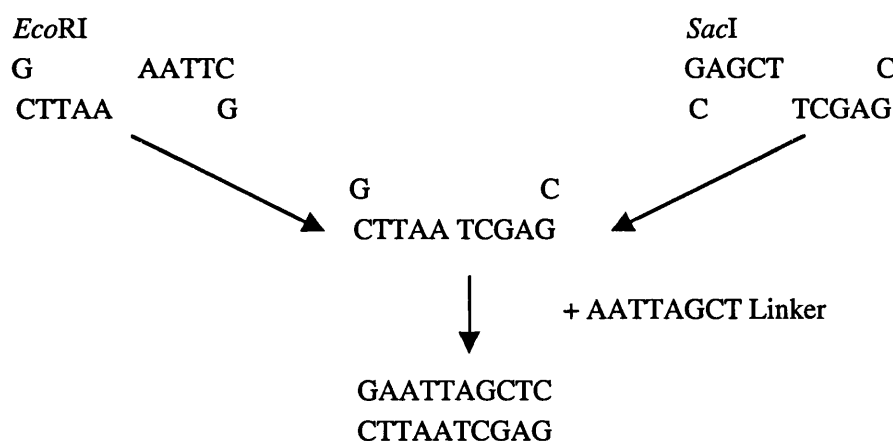 EcoRI
G AATTC
CTTAA G
SacI
GAGCT C
C TCGAG
G C
CTTAA TCGAG
+ AATTAGCT Linker
GAATTAGCTC
CTTAATCGAG